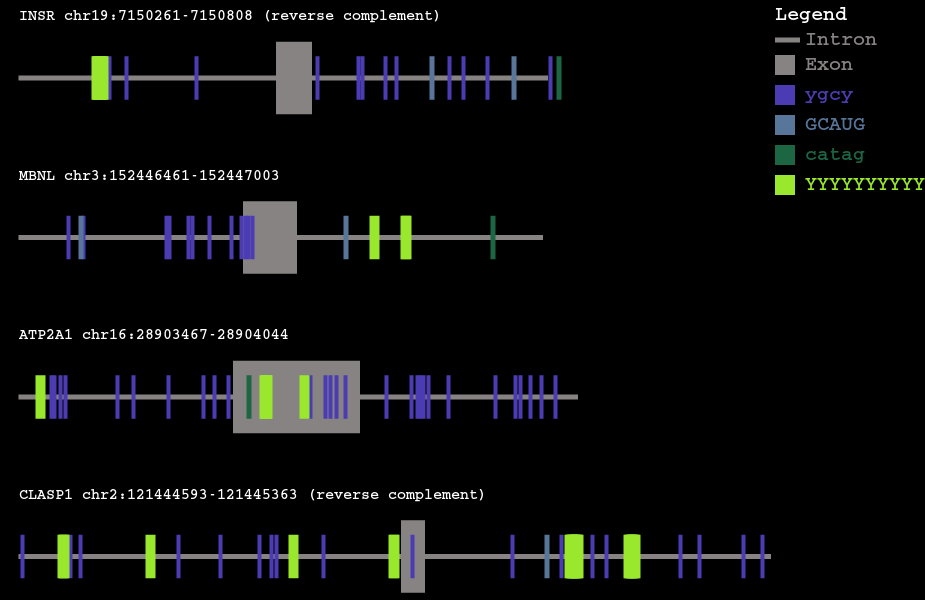 INSR chr19:7150261-7150808 (reverse complement)
Legend
Intron
Exon
ygcy
GCAUG
catag
YYYYYYYYYY
MBNL chr3:152446461-152447003
ATP2A1 chr16:28903467-28904044
CLASP1 chr2:121444593-121445363 (reverse complement)